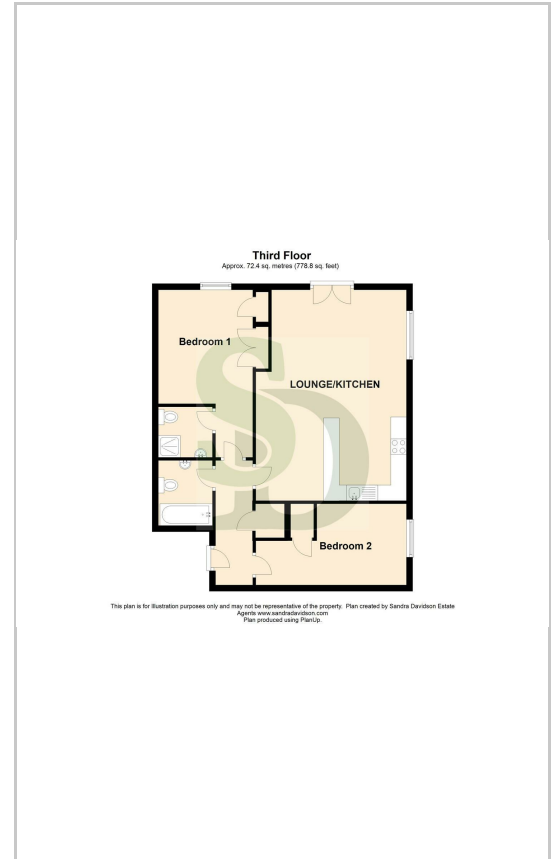 Third Floor
Approx. 72.4 sq. metres (778.8 sq. feet)
Bedroom 1
LOUNGE/KITCHEN
Bedroom 2
SD
This plan is for Illustration purposes only and may not be representative of the property. Plan created by Sandra Davidson Estate
Agents www.sandradavidson.com
Plan produced using PlanUp.